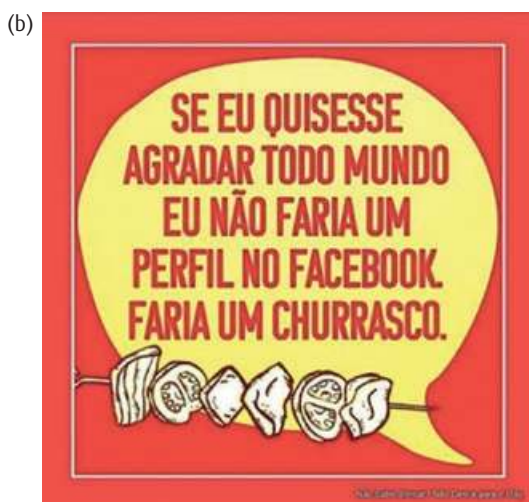 (b)
SE EU QUISESSE
AGRADAR TODO MUNDO
EU NÃO FARIA UM
PERFIL NO FACEBOOK.
FARIA UM CHURRASCO.